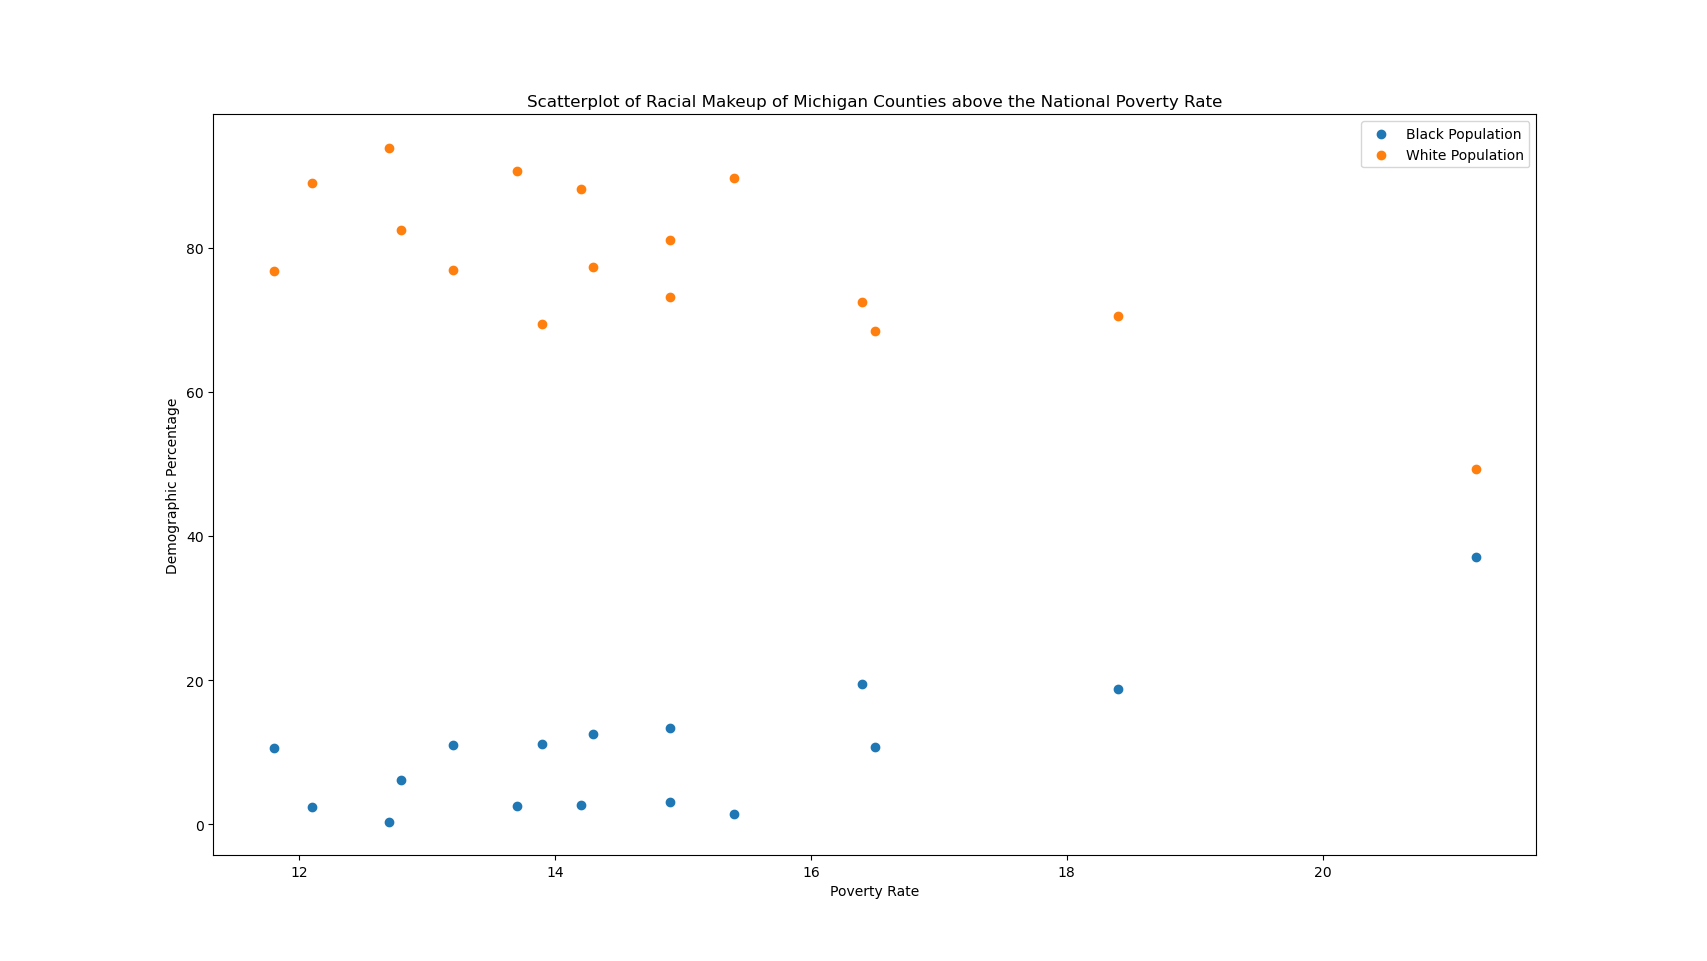 Scatterplot of Racial Makeup of Michigan Counties above the National Poverty Rate
Black Population
White Population
Demographic Percentage
80
60
40
20
0
12 14 16 18 20
Poverty Rate